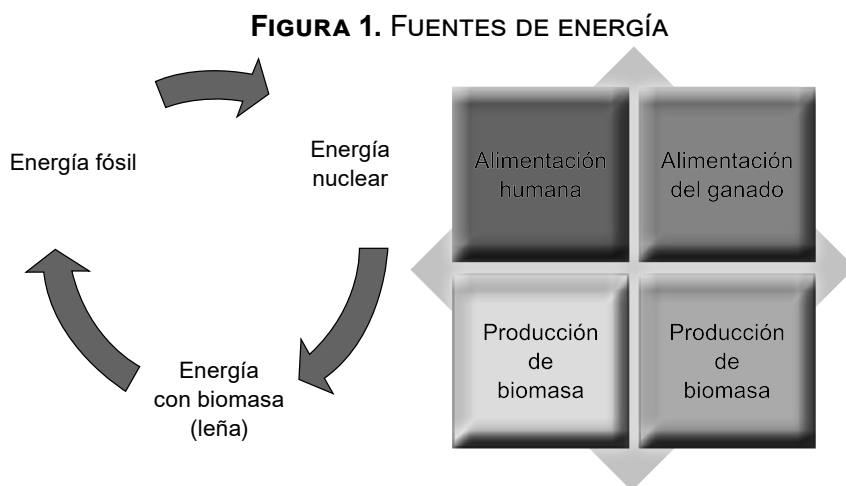 FIGURA 1. FUENTES DE ENERGÍA
Energía fósil
Energía
nuclear
Energía
con biomasa
(leña)
Alimentación
humana
Alimentación
del ganado
Producción
de
biomasa
Producción
de
biomasa